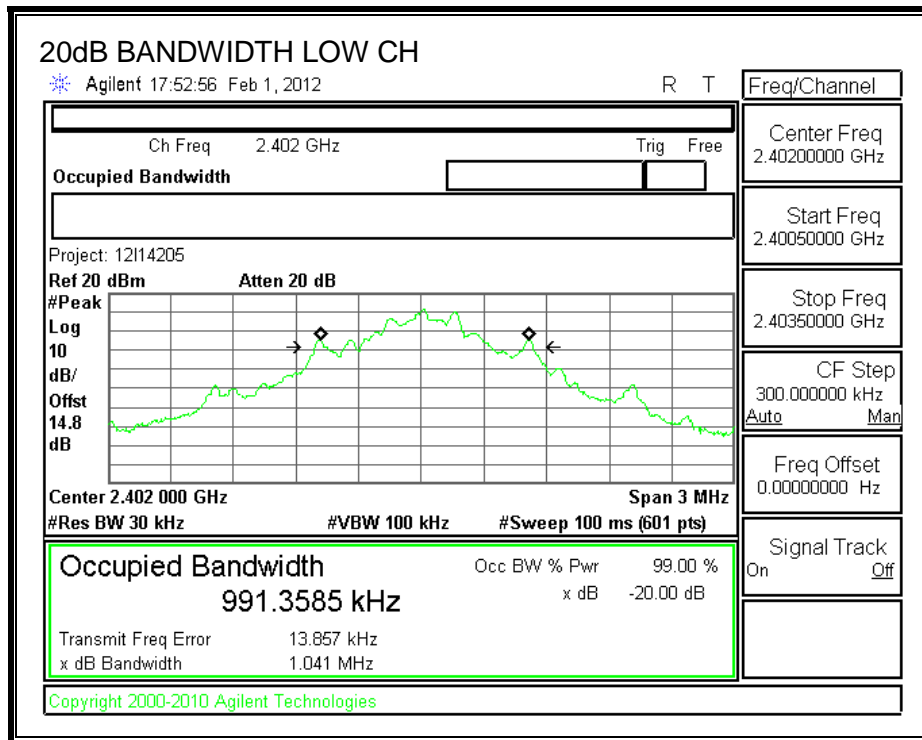 20dB BANDWIDTH LOW CH
Agilent 17:52:56 Feb 1, 2012 R T
Freq/Channel
Ch Freq 2.402 GHz Trig Free
Occupied Bandwidth
Project: 12I14205
Ref 20 dBm Atten 20 dB
#Peak
Log
10
dB/
Offst
14.8
dB
Center 2.402 000 GHz Span 3 MHz
#Res BW 30 kHz #VBW 100 kHz #Sweep 100 ms (601 pts)
Occupied Bandwidth Occ BW % Pwr 99.00 %
991.3585 kHz x dB -20.00 dB
Transmit Freq Error 13.857 kHz
x dB Bandwidth 1.041 MHz
Center Freq
2.40200000 GHz
Start Freq
2.40050000 GHz
Stop Freq
2.40350000 GHz
CF Step
300.000000 kHz
Auto Man
Freq Offset
0.00000000 Hz
Signal Track
On Off
Copyright 2000-2010 Agilent Technologies